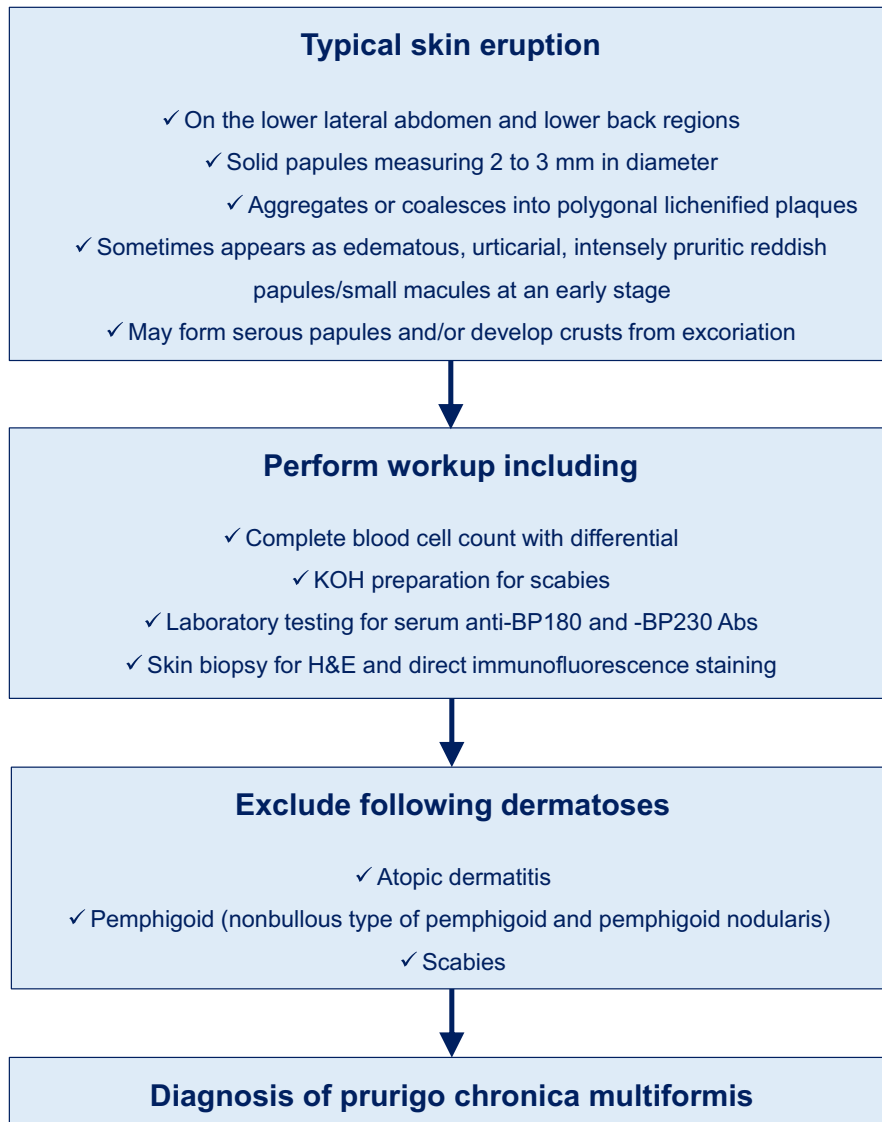 Typical skin eruption
✓ On the lower lateral abdomen and lower back regions
✓ Solid papules measuring 2 to 3 mm in diameter
✓ Aggregates or coalesces into polygonal lichenified plaques
✓ Sometimes appears as edematous, urticarial, intensely pruritic reddish
papules/small macules at an early stage
✓ May form serous papules and/or develop crusts from excoriation
Perform workup including
✓ Complete blood cell count with differential
✓ KOH preparation for scabies
✓ Laboratory testing for serum anti-BP180 and -BP230 Abs
✓ Skin biopsy for H&E and direct immunofluorescence staining
Exclude following dermatoses
✓ Atopic dermatitis
✓ Pemphigoid (nonbullous type of pemphigoid and pemphigoid nodularis)
✓ Scabies
Diagnosis of prurigo chronica multiformis